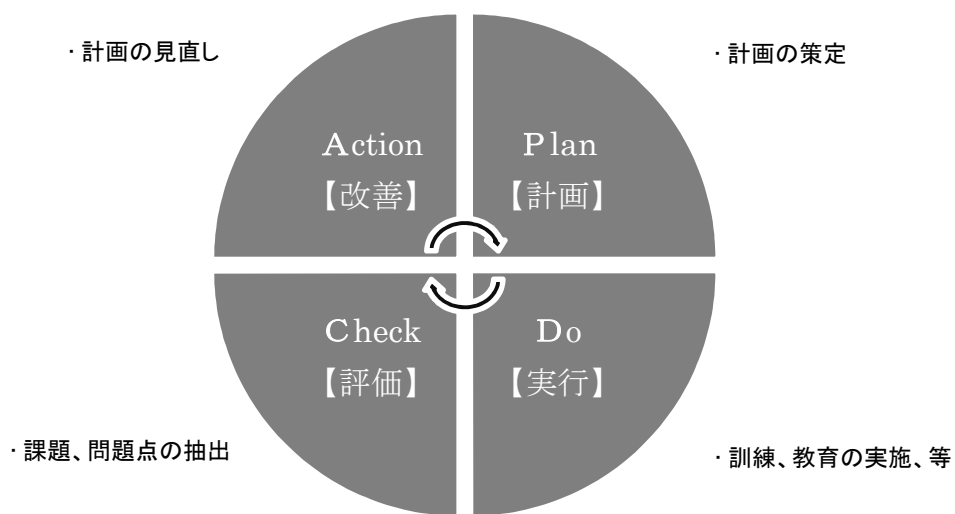 ・計画の見直し
・計画の策定
Action
【改善】
Plan
【計画】
Check
【評価】
Do
【実行】
・課題、問題点の抽出
・訓練、教育の実施、等